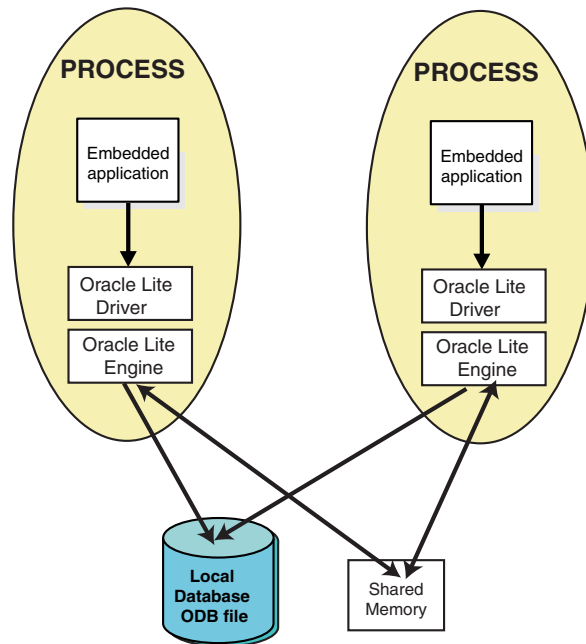 PROCESS
Embedded
application
Oracle Lite
Driver
Oracle Lite
Engine
PROCESS
Embedded
application
Oracle Lite
Driver
Oracle Lite
Engine
Local
Database
ODB file
Shared
Memory